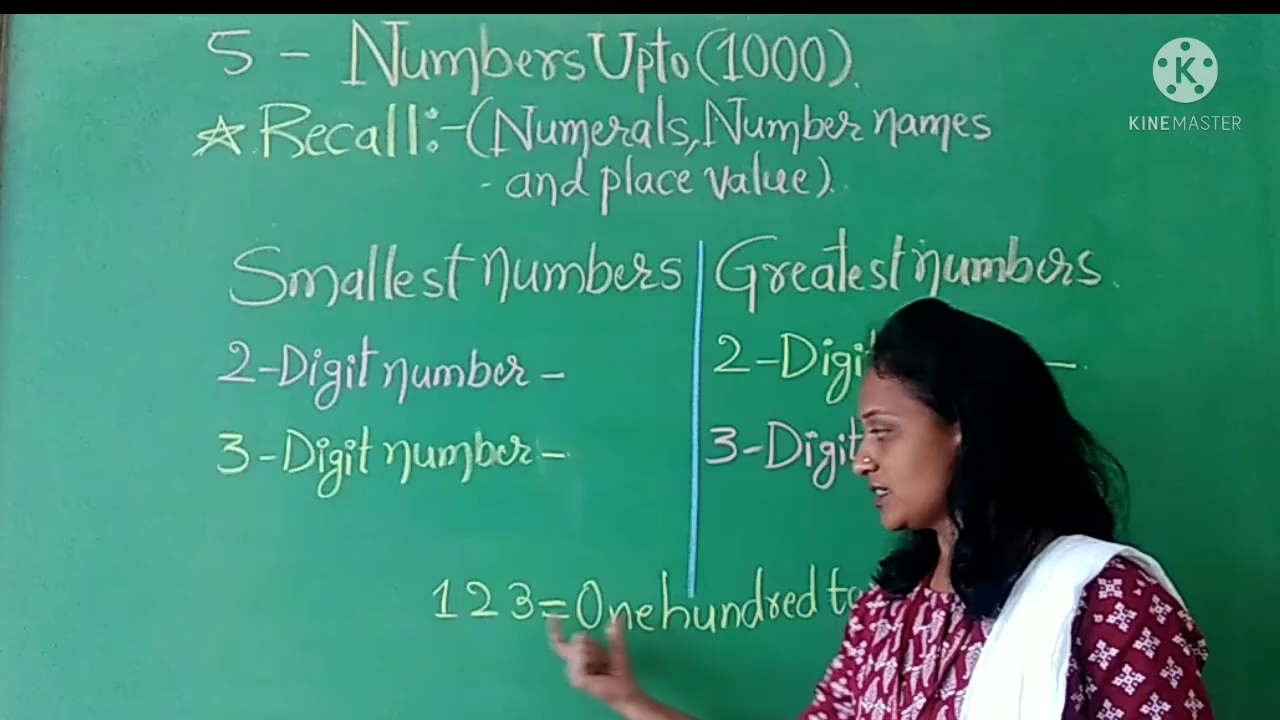 5 - Numbers Upto (1000).
☆ Recall:- (Numerals, Number names
- and place value).
Smallest numbers
Greatest numbers.
2-Digit number -
2-Digi
3-Digit number -
3-Digit
123=One hundred
K
KINEMASTER